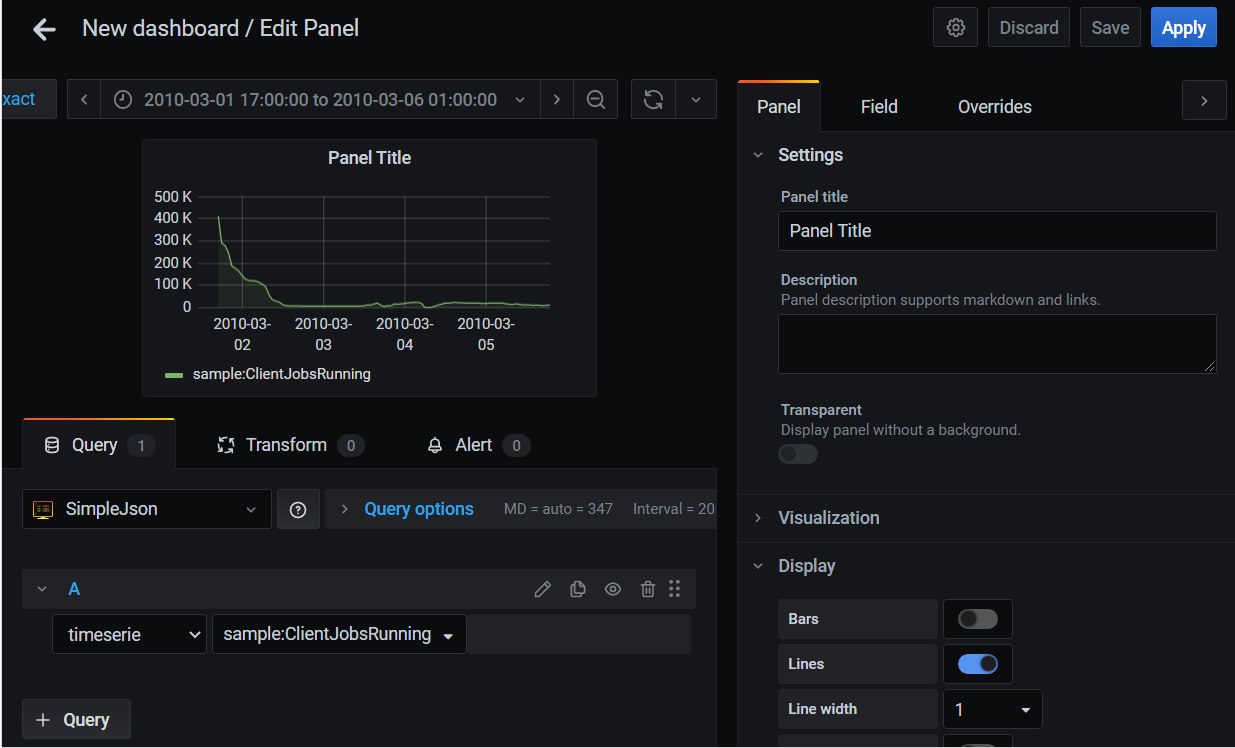 New dashboard / Edit Panel
Discard
Save
Apply
xact
2010-03-01 17:00:00 to 2010-03-06 01:00:00
Panel
Field
Overrides
Panel Title
500 K
400 K
300 K
200 K
100 K
0
2010-03-02
2010-03-03
2010-03-04
2010-03-05
sample:ClientJobsRunning
Query 1
Transform 0
Alert 0
SimpleJson
Query options
MD = auto = 347
Interval = 20
A
timeserie
sample:ClientJobsRunning
+ Query
Settings
Panel title
Panel Title
Description
Panel description supports markdown and links.
Transparent
Display panel without a background.
Visualization
Display
Bars
Lines
Line width
1